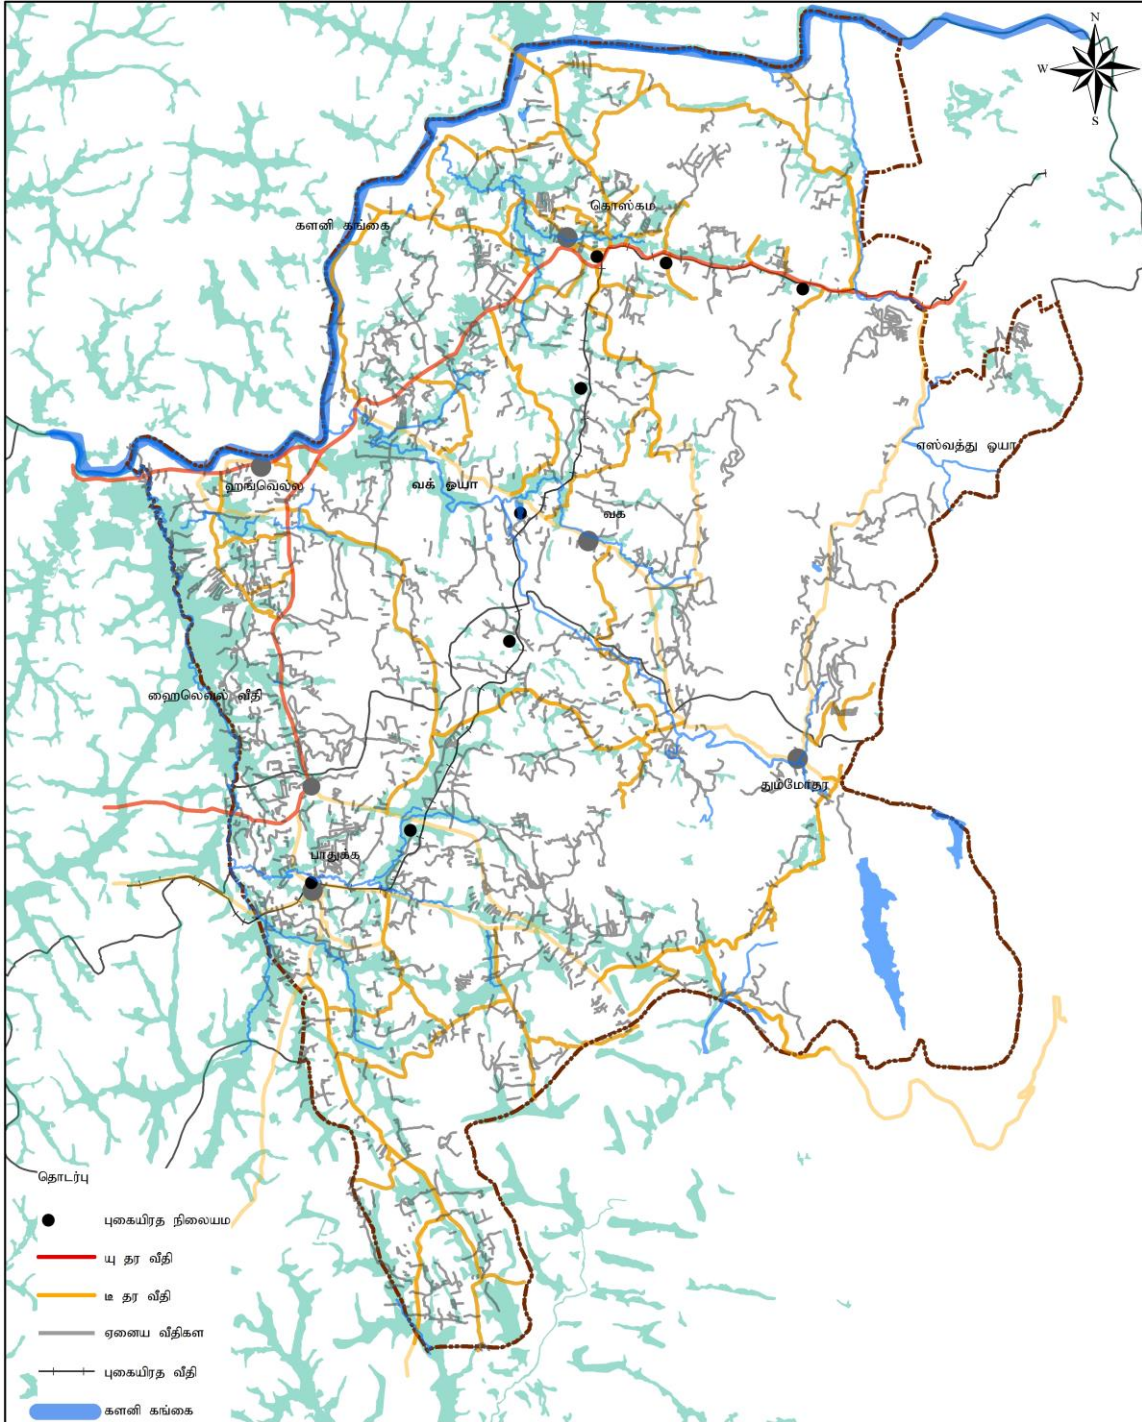 N
W
S
கொஸ்கம
களனி கங்கை
எஸ்வத்து ஓயா
ஹங்வெல்ல
வக் ஓயா
வக
ஹைலெவல் வீதி
தும்மோதர
பாதுக்க
தொடர்பு
புகையிரத நிலையம
யு தர வீதி
டீ தர வீதி
ஏனைய வீதிகள
புகையிரத வீதி
களனி கங்கை